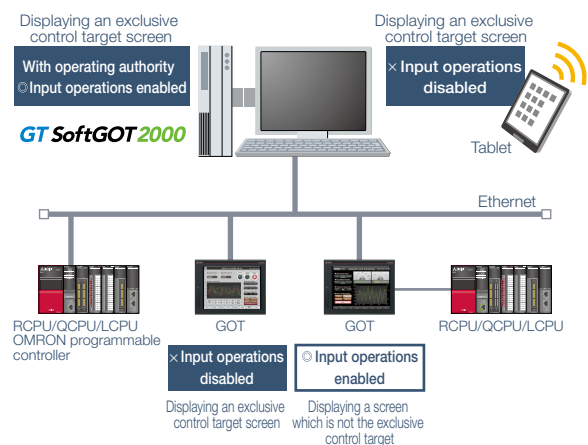 Displaying an exclusive
control target screen
With operating authority
◎Input operations enabled
GT SoftGOT2000
Displaying an exclusive
control target screen
×Input operations
disabled
Tablet
Ethernet
RCPU/QCPU/LCPU
OMRON programmable
controller
GOT
×Input operations
disabled
Displaying an exclusive
control target screen
GOT
◎Input operations
enabled
Displaying a screen
which is not the exclusive
control target
RCPU/QCPU/LCPU